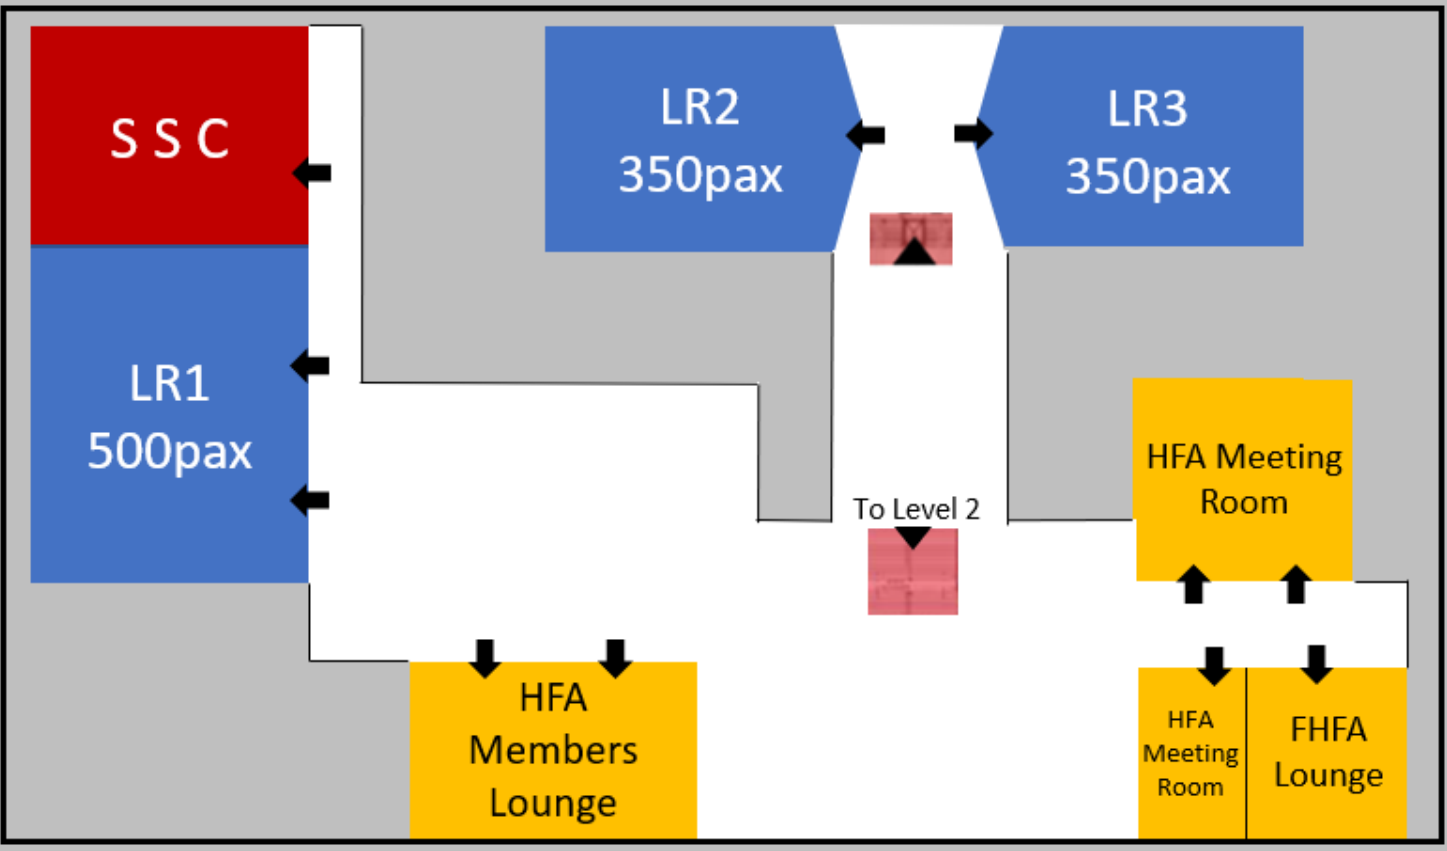 S S C
LR1
500pax
LR2
350pax
LR3
350pax
To Level 2
HFA Meeting
Room
HFA
Members
Lounge
HFA
Meeting
Room
FHFA
Lounge